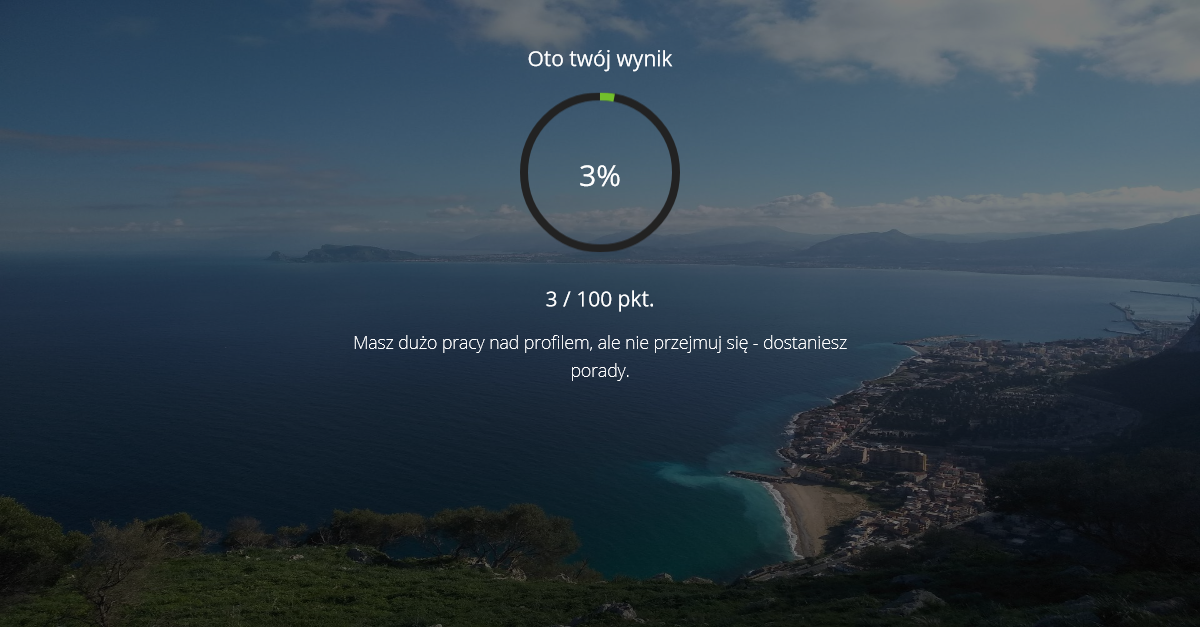 Oto twój wynik
3%
3 / 100 pkt.
Masz dużo pracy nad profilem, ale nie przejmuj się - dostaniesz
porady.